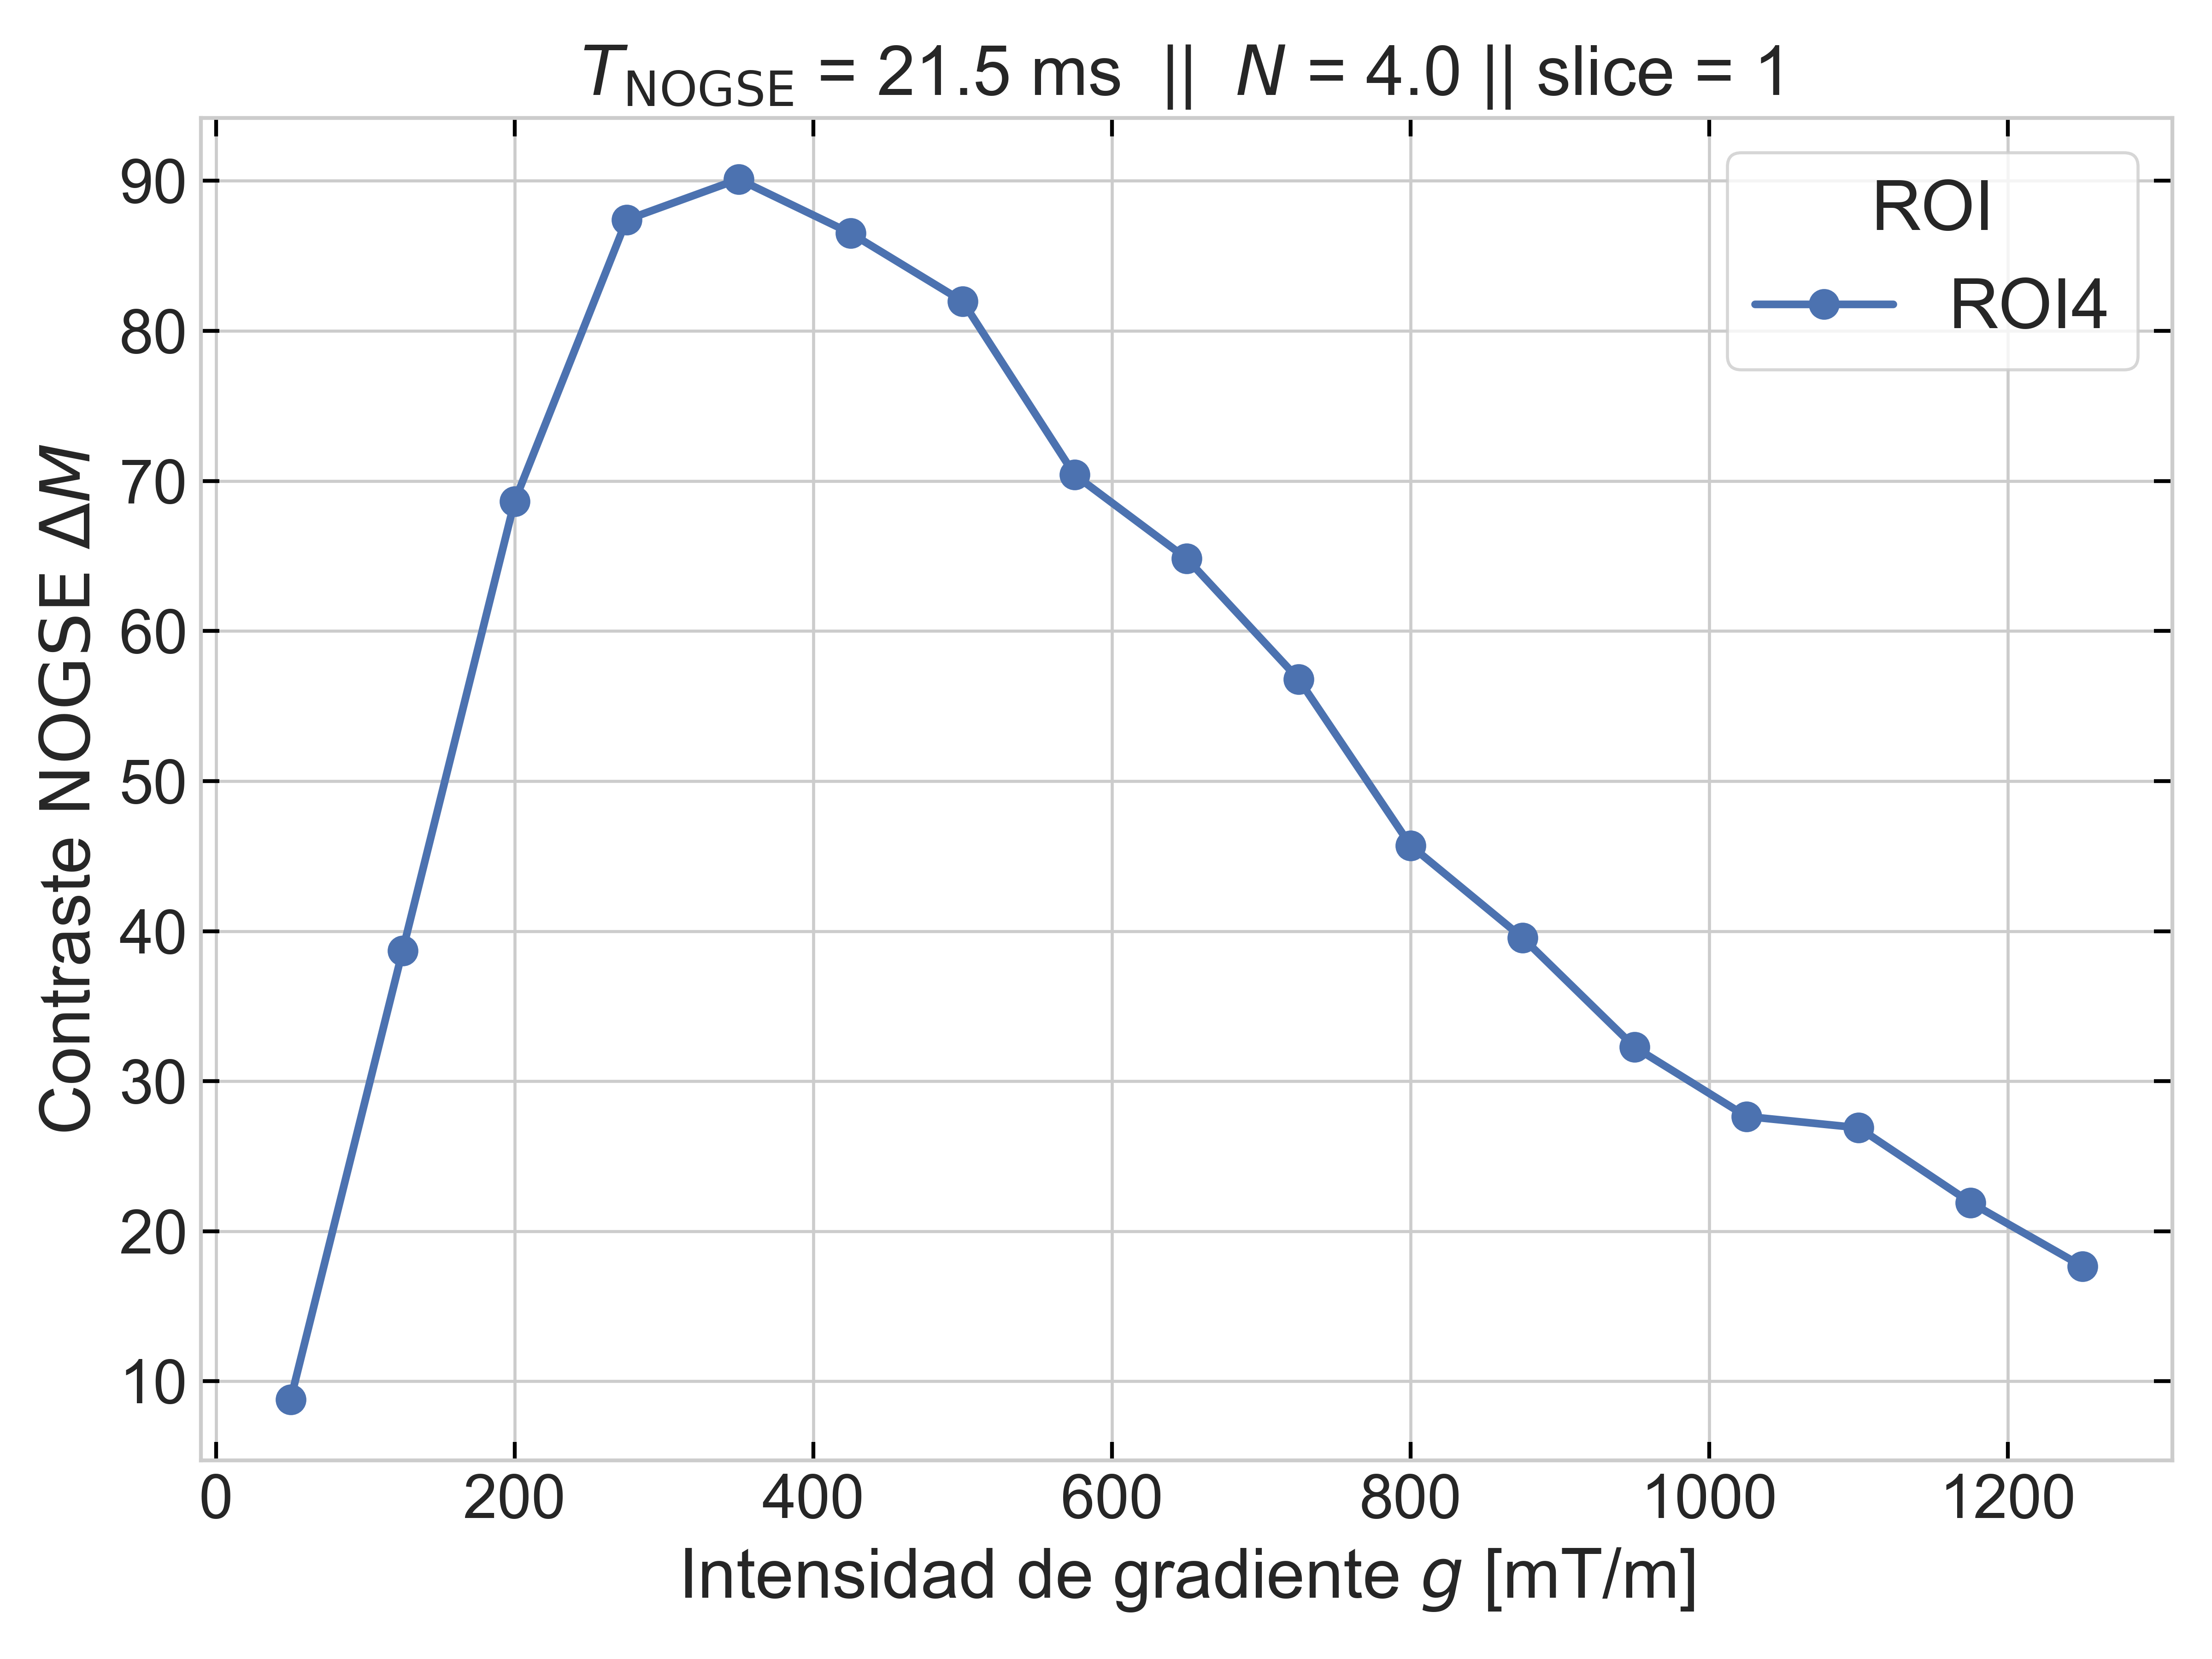 T_NOGSE = 21.5 ms || N = 4.0 || slice = 1
ROI
ROI4
Contraste NOGSE ΔM
90
80
70
60
50
40
30
20
10
0 200 400 600 800 1000 1200
Intensidad de gradiente g [mT/m]